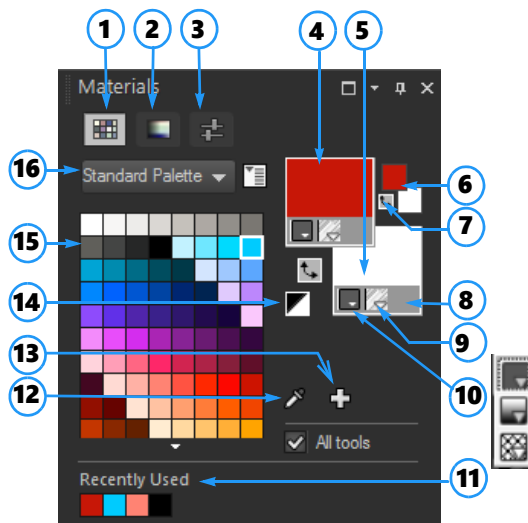 1 2 3 4 5
Materials
16 Standard Palette
6
7
15
14
8
13
9
12
10
All tools
11
Recently Used